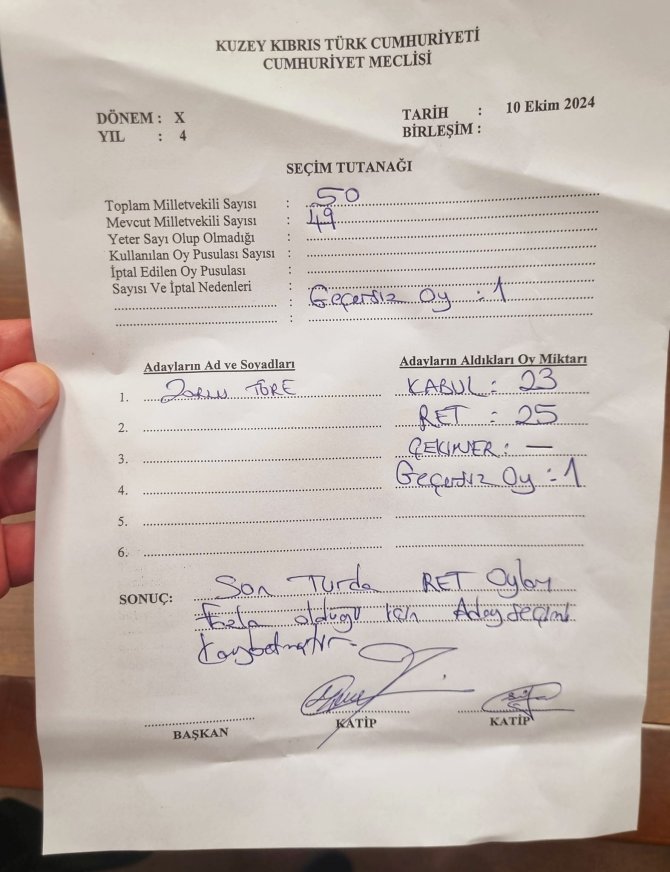 KUZEY KIBRIS TÜRK CUMHURİYETİ
CUMHURİYET MECLİSİ
DÖNEM : X
YIL : 4
TARİH : 10 Ekim 2024
BİRLEŞİM :
SEÇİM TUTANAĞI
Toplam Milletvekili Sayısı : 50
Mevcut Milletvekili Sayısı : 49
Yeter Sayı Olup Olmadığı :
Kullanılan Oy Pusulası Sayısı :
İptal Edilen Oy Pusulası :
Sayısı Ve İptal Nedenleri : Geçersiz Oy : 1
Adayların Ad ve Soyadları
Adayların Aldıkları Oy Miktarı
1. ZORLU TÖRE KABUL : 23
2. RET : 25
3. ÇEKİMSER : —
4. Geçersiz Oy : 1
5.
6.
SONUÇ: Son Turda RET Oyları
fazla olduğu için Aday seçimi
kaybetmiştir.
BAŞKAN
KATİP
KATİP